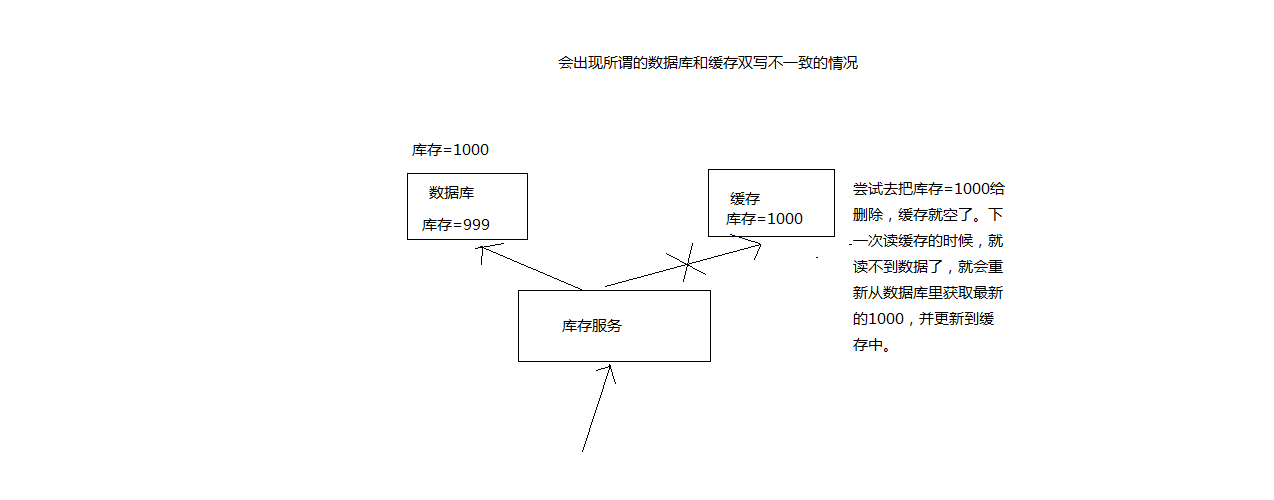 会出现所谓的数据库和缓存双写不一致的情况
库存=1000
数据库
库存=999
缓存
库存=1000
尝试去把库存=1000给
删除，缓存就空了。下
一次读缓存的时候，就
读不到数据了，就会重
新从数据库里获取最新
的1000，并更新到缓
存中。
库存服务